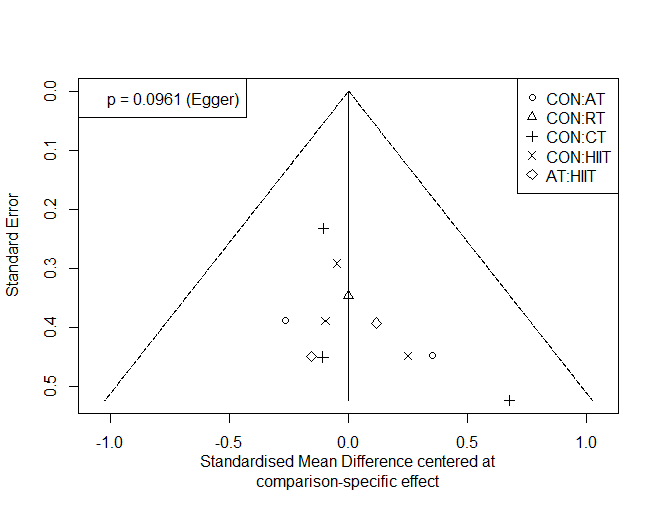 p = 0.0961 (Egger)
CON:AT
CON:RT
CON:CT
CON:HIIT
AT:HIIT
Standard Error
0.0
0.1
0.2
0.3
0.4
0.5
-1.0
-0.5
0.0
0.5
1.0
Standardised Mean Difference centered at
comparison-specific effect